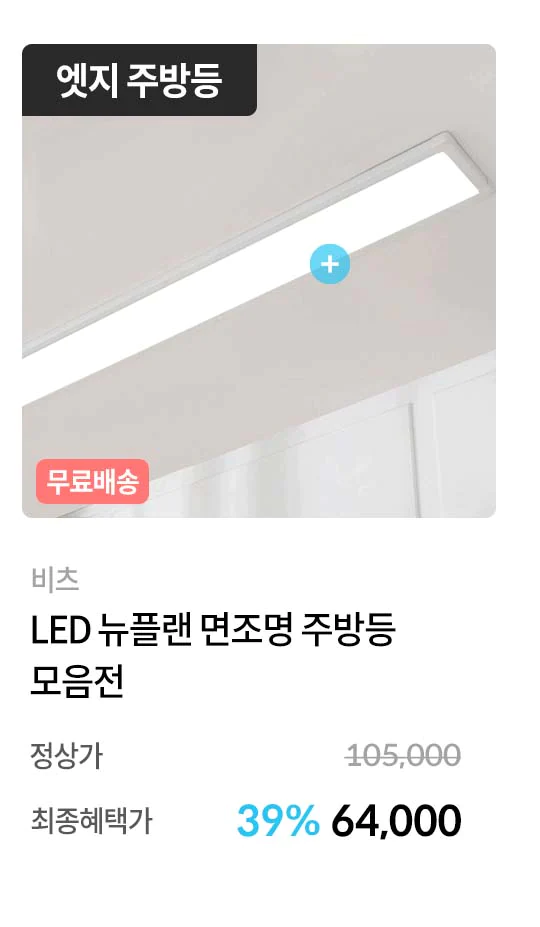 엣지 주방등
무료배송
비츠
LED 뉴플랜 면조명 주방등
모음전
정상가 105,000
최종혜택가 39% 64,000